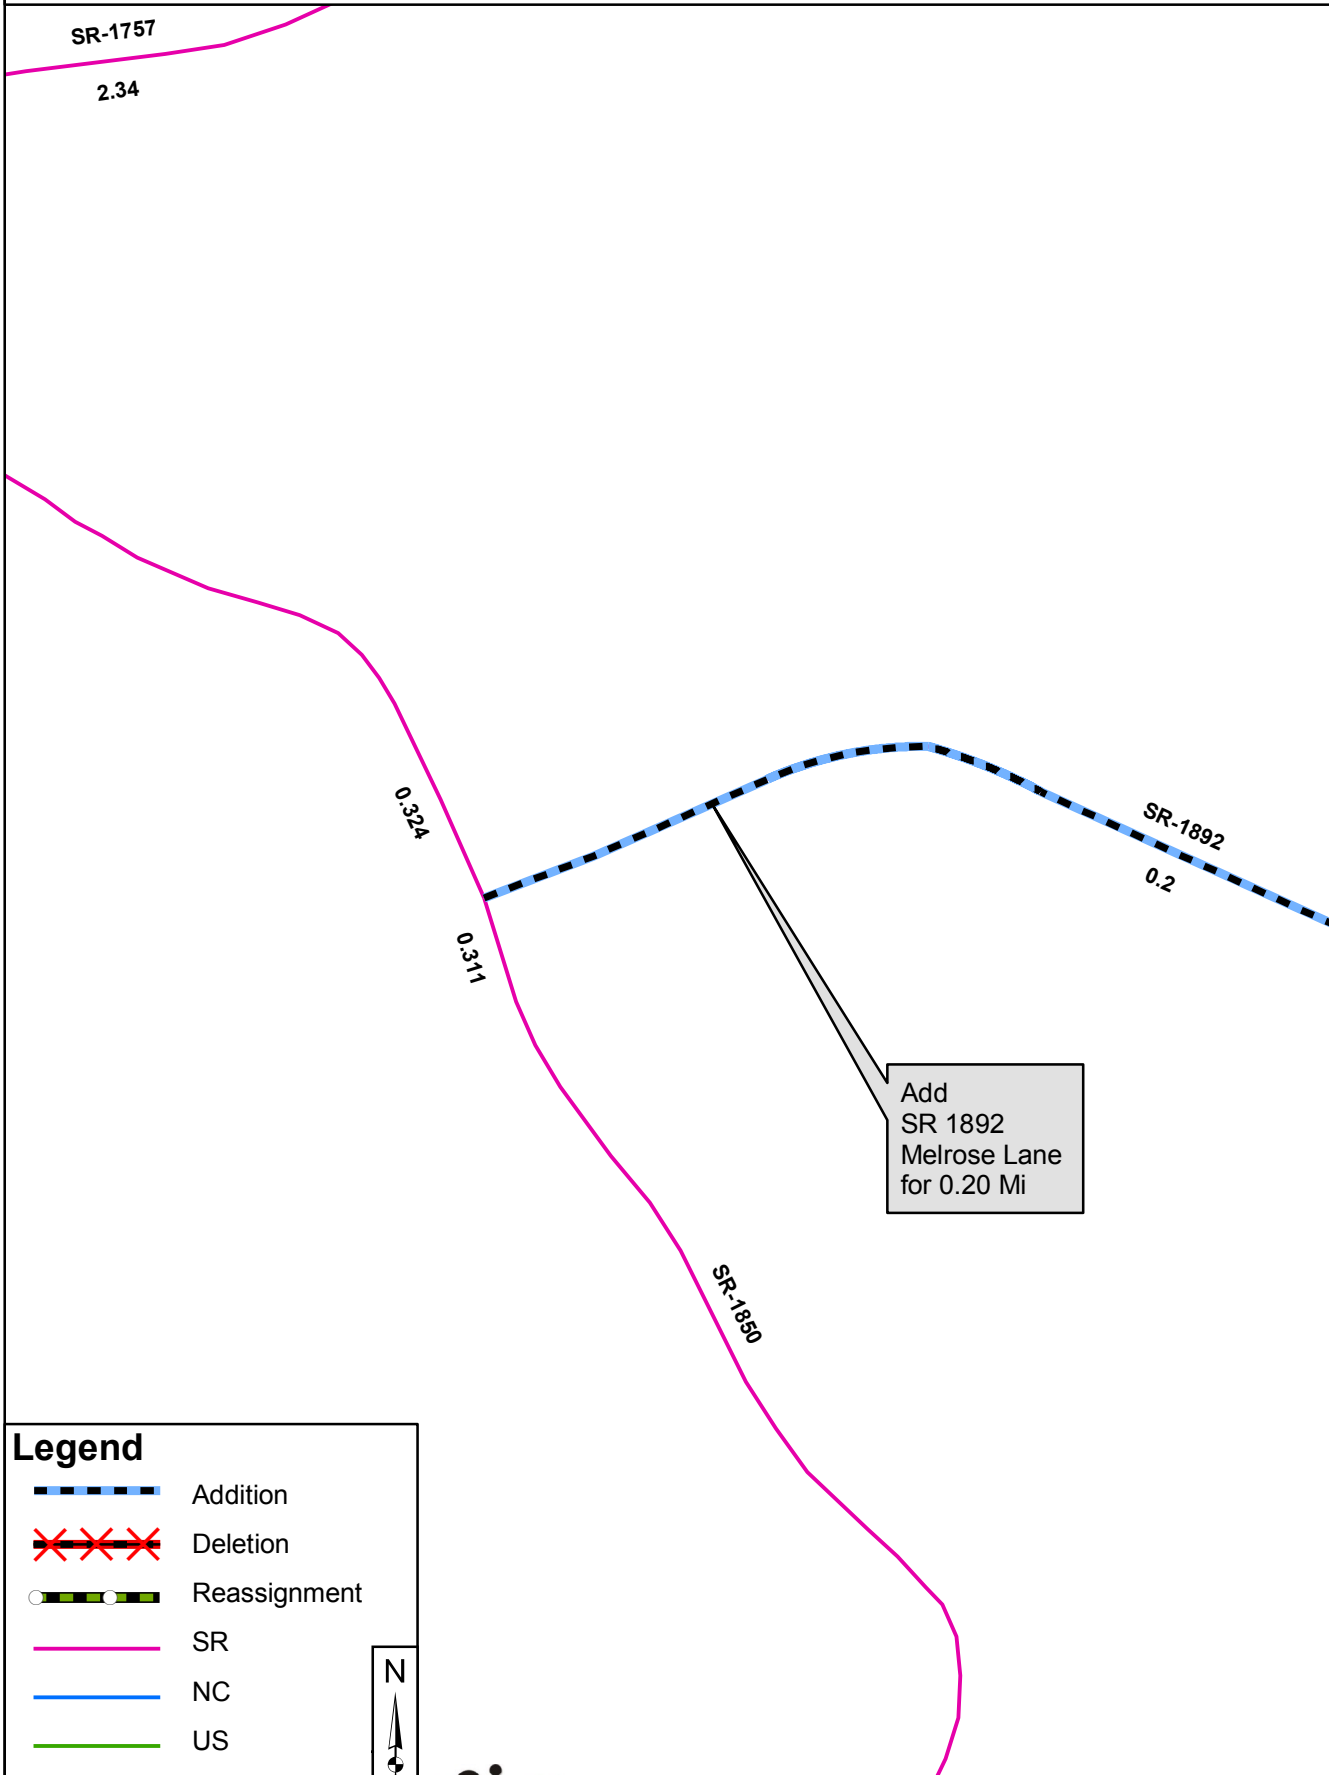 SR-1757
2.34
0.324
SR-1892
0.2
0.311
Add
SR 1892
Melrose Lane
for 0.20 Mi
SR-1850
Legend
Addition
Deletion
Reassignment
SR
NC
US
N